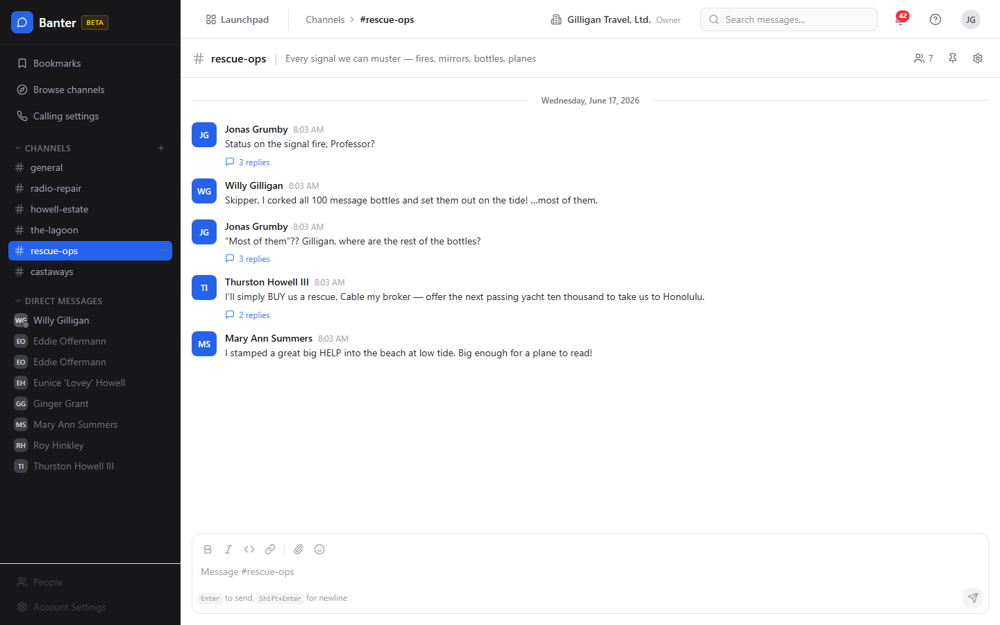 Banter BETA
Bookmarks
Browse channels
Calling settings
CHANNELS
general
radio-repair
howell-estate
the-lagoon
rescue-ops
castaways
DIRECT MESSAGES
WG Willy Gilligan
EO Eddie Offermann
EO Eddie Offermann
EH Eunice 'Lovey' Howell
GG Ginger Grant
MS Mary Ann Summers
RH Roy Hinkley
TI Thurston Howell III
People
Account Settings
Launchpad
Channels > #rescue-ops
Gilligan Travel, Ltd. Owner
Search messages...
42
JG
# rescue-ops | Every signal we can muster — fires, mirrors, bottles, planes
7
Wednesday, June 17, 2026
JG
Jonas Grumby 8:03 AM
Status on the signal fire, Professor?
3 replies
WG
Willy Gilligan 8:03 AM
Skipper, I corked all 100 message bottles and set them out on the tide! …most of them.
JG
Jonas Grumby 8:03 AM
“Most of them”?? Gilligan, where are the rest of the bottles?
3 replies
TI
Thurston Howell III 8:03 AM
I’ll simply BUY us a rescue. Cable my broker — offer the next passing yacht ten thousand to take us to Honolulu.
2 replies
MS
Mary Ann Summers 8:03 AM
I stamped a great big HELP into the beach at low tide. Big enough for a plane to read!
Message #rescue-ops
Enter to send, Shift+Enter for newline